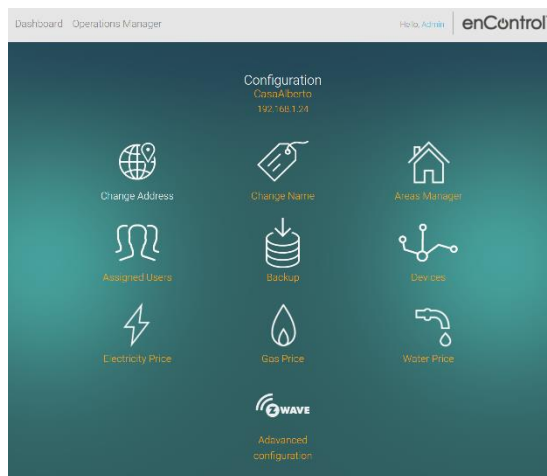 Dashboard Operations Manager
Hello, Admin
enControl
Configuration
CasaAlberto
192.168.1.24
Change Address
Change Name
Areas Manager
Assigned Users
Backup
Devices
Electricity Price
Gas Price
Water Price
Z WAVE
Adavanced
configuration